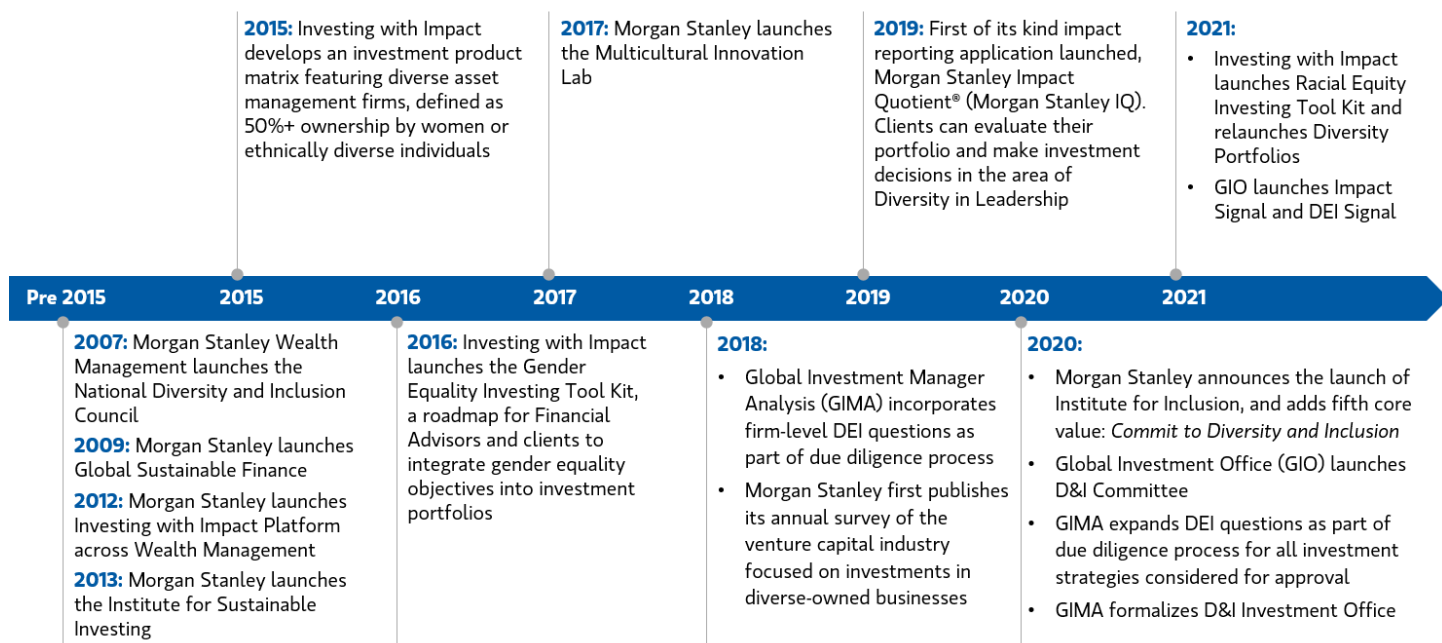 2015: Investing with Impact
develops an investment product
matrix featuring diverse asset
management firms, defined as
50%+ ownership by women or
ethnically diverse individuals
2017: Morgan Stanley launches
the Multicultural Innovation
Lab
2019: First of its kind impact
reporting application launched,
Morgan Stanley Impact
Quotient® (Morgan Stanley IQ).
Clients can evaluate their
portfolio and make investment
decisions in the area of
Diversity in Leadership
2021:
• Investing with Impact
launches Racial Equity
Investing Tool Kit and
relaunches Diversity
Portfolios
• GIO launches Impact
Signal and DEI Signal
Pre 2015 2015 2016 2017 2018 2019 2020 2021
2007: Morgan Stanley Wealth
Management launches the
National Diversity and Inclusion
Council
2009: Morgan Stanley launches
Global Sustainable Finance
2012: Morgan Stanley launches
Investing with Impact Platform
across Wealth Management
2013: Morgan Stanley launches
the Institute for Sustainable
Investing
2016: Investing with Impact
launches the Gender
Equality Investing Tool Kit,
a roadmap for Financial
Advisors and clients to
integrate gender equality
objectives into investment
portfolios
2018:
• Global Investment Manager
Analysis (GIMA) incorporates
firm-level DEI questions as
part of due diligence process
• Morgan Stanley first publishes
its annual survey of the
venture capital industry
focused on investments in
diverse-owned businesses
2020:
• Morgan Stanley announces the launch of
Institute for Inclusion, and adds fifth core
value: Commit to Diversity and Inclusion
• Global Investment Office (GIO) launches
D&I Committee
• GIMA expands DEI questions as part of
due diligence process for all investment
strategies considered for approval
• GIMA formalizes D&I Investment Office